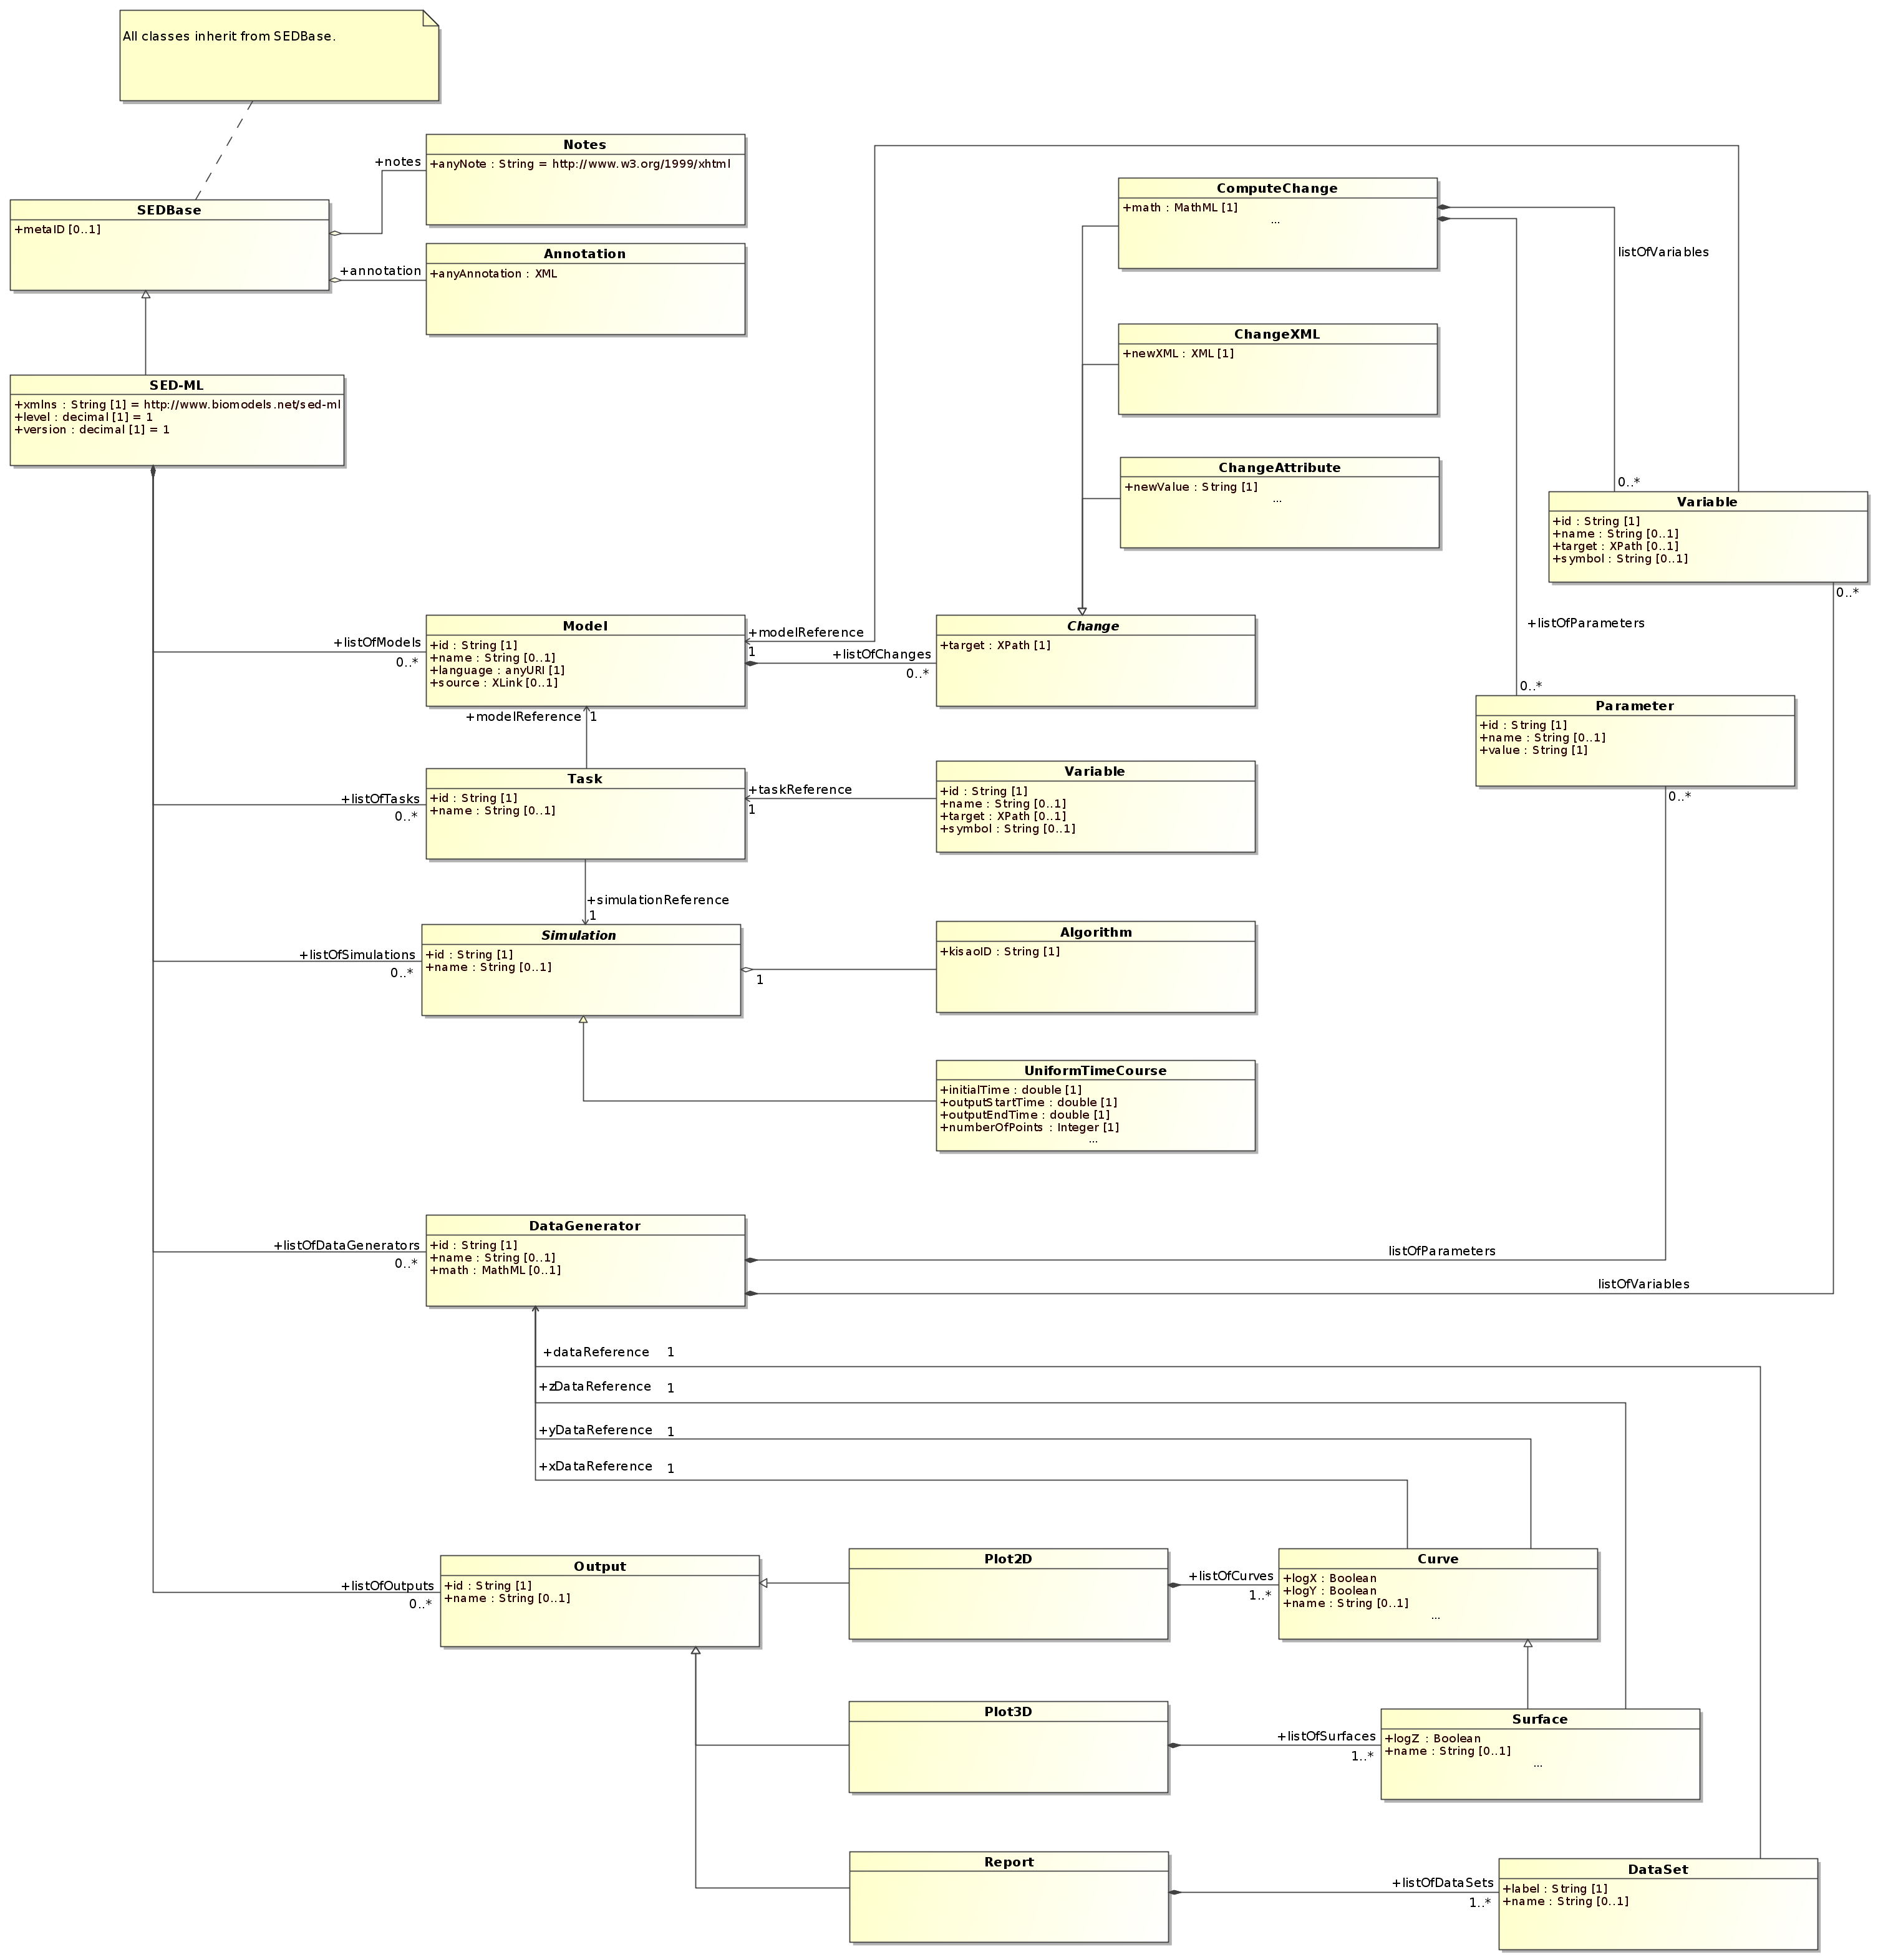 All classes inherit from SEDBase.
Notes
+anyNote : String = http://www.w3.org/1999/xhtml
+notes
SEDBase
+metaID [0..1]
+annotation
Annotation
+anyAnnotation : XML
SED-ML
+xmlns : String [1] = http://www.biomodels.net/sed-ml
+level : decimal [1] = 1
+version : decimal [1] = 1
ComputeChange
+math : MathML [1]
...
listOfVariables
0..*
ChangeXML
+newXML : XML [1]
ChangeAttribute
+newValue : String [1]
...
Variable
+id : String [1]
+name : String [0..1]
+target : XPath [0..1]
+symbol : String [0..1]
0..*
+listOfParameters
0..*
+listOfModels
0..*
Model
+id : String [1]
+name : String [0..1]
+language : anyURI [1]
+source : XLink [0..1]
+modelReference
1
+listOfChanges
0..*
Change
+target : XPath [1]
Parameter
+id : String [1]
+name : String [0..1]
+value : String [1]
0..*
+modelReference
1
+listOfTasks
0..*
Task
+id : String [1]
+name : String [0..1]
+taskReference
1
Variable
+id : String [1]
+name : String [0..1]
+target : XPath [0..1]
+symbol : String [0..1]
+simulationReference
1
+listOfSimulations
0..*
Simulation
+id : String [1]
+name : String [0..1]
1
Algorithm
+kisaoID : String [1]
UniformTimeCourse
+initialTime : double [1]
+outputStartTime : double [1]
+outputEndTime : double [1]
+numberOfPoints : Integer [1]
...
+listOfDataGenerators
0..*
DataGenerator
+id : String [1]
+name : String [0..1]
+math : MathML [0..1]
listOfParameters
listOfVariables
+dataReference 1
+zDataReference 1
+yDataReference 1
+xDataReference 1
+listOfOutputs
0..*
Output
+id : String [1]
+name : String [0..1]
Plot2D
+listOfCurves
1..*
Curve
+logX : Boolean
+logY : Boolean
+name : String [0..1]
...
Plot3D
+listOfSurfaces
1..*
Surface
+logZ : Boolean
+name : String [0..1]
...
Report
+listOfDataSets
1..*
DataSet
+label : String [1]
+name : String [0..1]